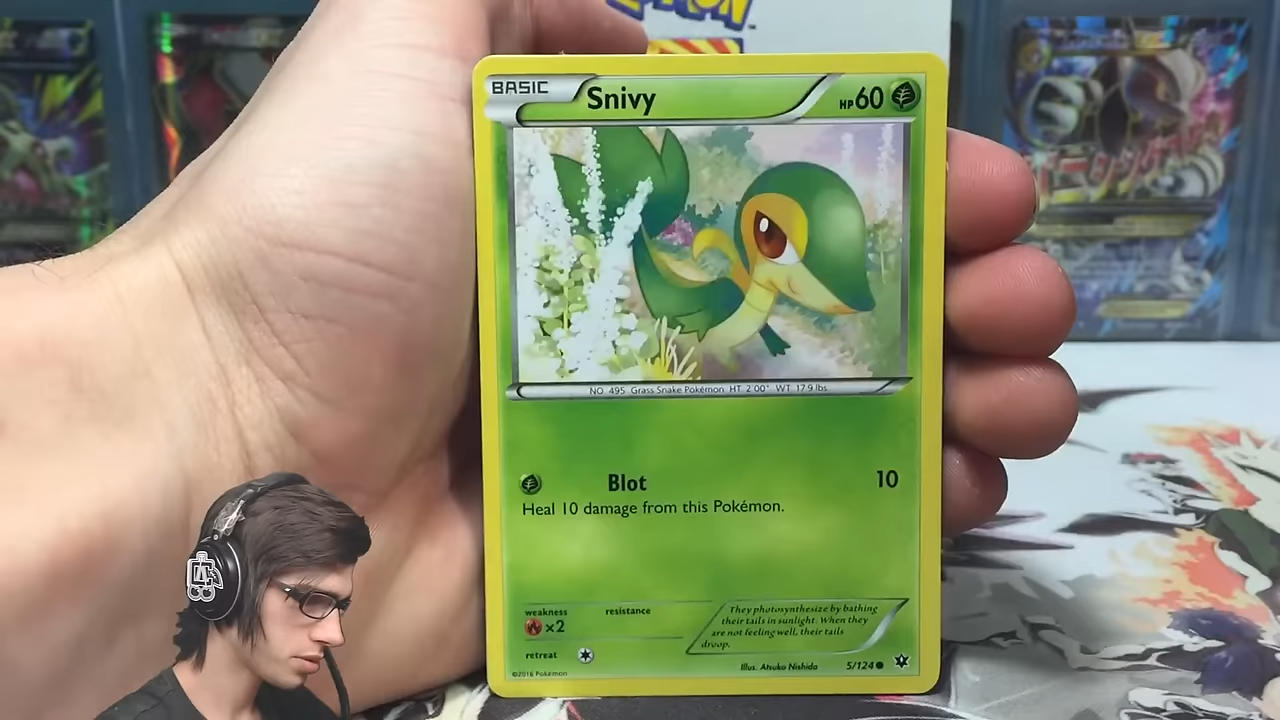 BASIC
Snivy
HP60
NO 495 Grass Snake Pokémon HT 2'00" WT 17.9 lbs
Blot
10
Heal 10 damage from this Pokémon.
weakness
resistance
×2
They photosynthesize by bathing
their tails in sunlight. When they
are not feeling well, their tails
droop.
retreat
Illus. Atsuko Nishida
5/124
©2016 Pokémon